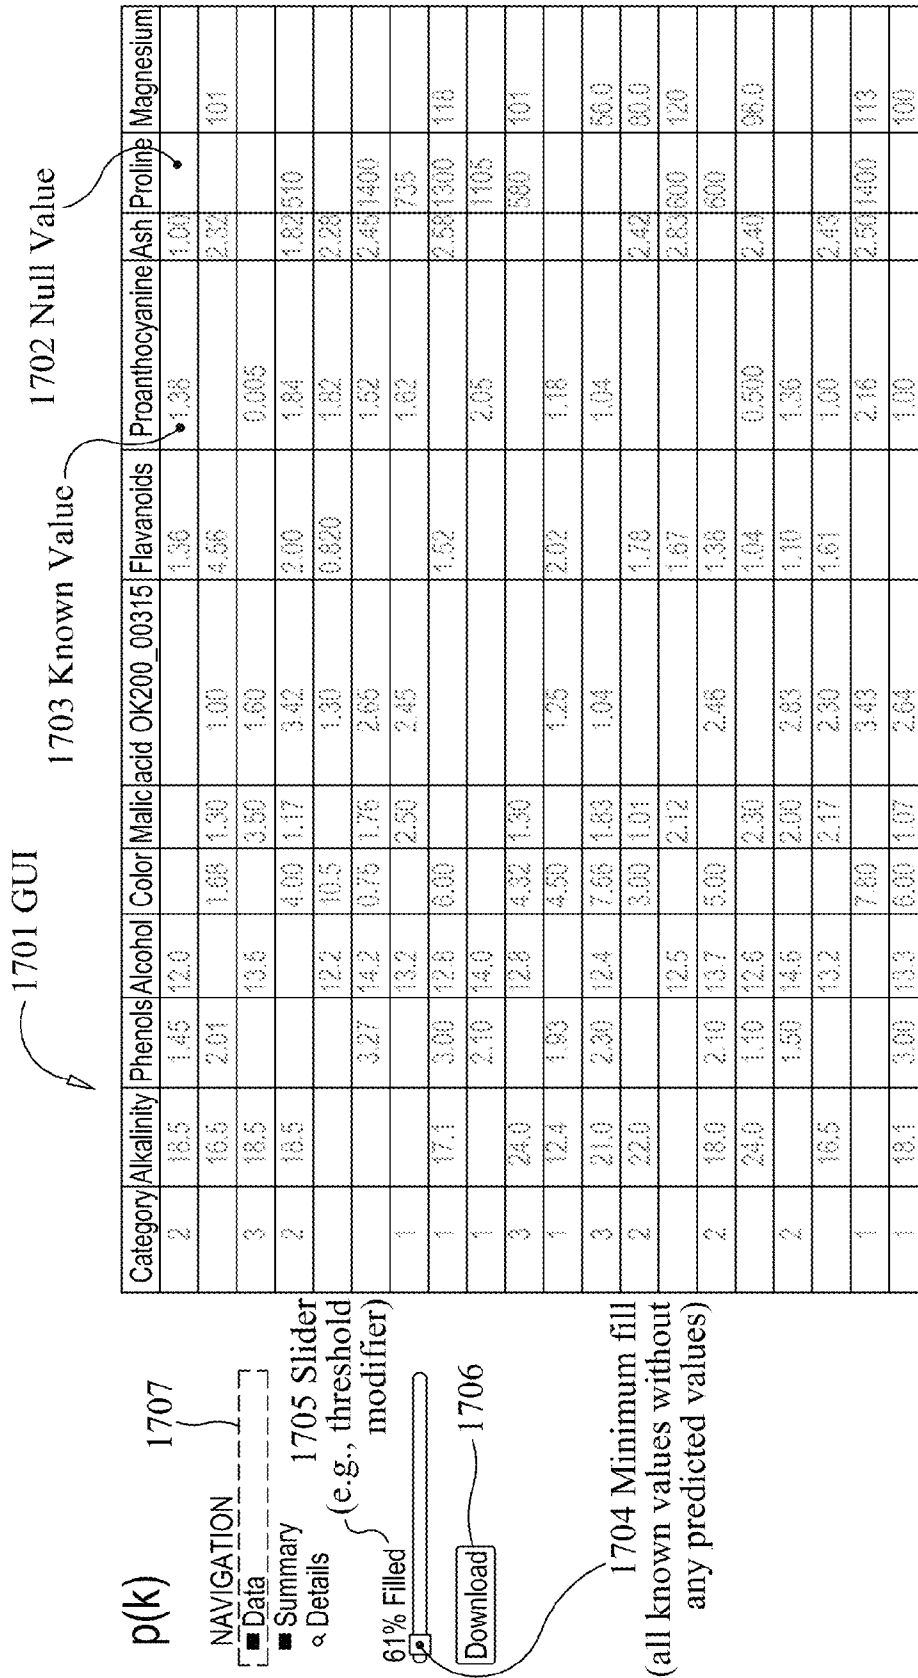 1701 GUI
1703 Known Value
1702 Null Value
p(k)
NAVIGATION
Data
Summary
Details
1707
1705 Slider
(e.g., threshold
modifier)
61% Filled
Download
1706
1704 Minimum fill
(all known values without
any predicted values)
Category Alkalinity Phenols Alcohol Color Malic acid OK200_00315 Flavanoids Proanthocyanine Ash Proline Magnesium
2 18.5 1.45 12.0 1.36 1.38 1.00
16.5 2.01 1.68 1.30 1.00 4.56 2.32 101
3 18.5 13.5 3.50 1.60 0.005
2 18.5 4.00 1.17 3.42 2.00 1.84 1.82 510
12.2 10.5 1.30 0.820 1.82 2.28
3.27 14.2 0.75 1.76 2.65 1.52 2.45 1400
1 13.2 2.50 2.45 1.62 735
1 17.1 3.00 12.8 6.00 1.52 2.58 1300 118
1 2.10 14.0 2.05 1105
3 24.0 12.8 4.32 1.30 580 101
1 12.4 1.93 4.50 1.25 2.02 1.18
3 21.0 2.30 12.4 7.66 1.83 1.04 1.04 56.0
2 22.0 3.00 1.01 1.78 2.42 80.0
12.5 2.12 1.67 2.83 600 120
2 18.0 2.10 13.7 5.00 2.46 1.38 600
24.0 1.10 12.6 2.30 1.04 0.500 2.40 96.0
2 1.50 14.6 2.00 2.83 1.10 1.36
16.5 13.2 2.17 2.30 1.61 1.00 2.43
1 7.80 3.43 2.16 2.50 1400 113
1 18.1 3.00 13.3 6.00 1.07 2.64 1.00 100